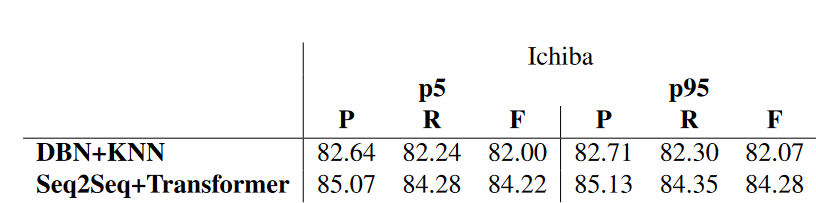 Ichiba
p5 p95
P R F P R F
DBN+KNN 82.64 82.24 82.00 82.71 82.30 82.07
Seq2Seq+Transformer 85.07 84.28 84.22 85.13 84.35 84.28